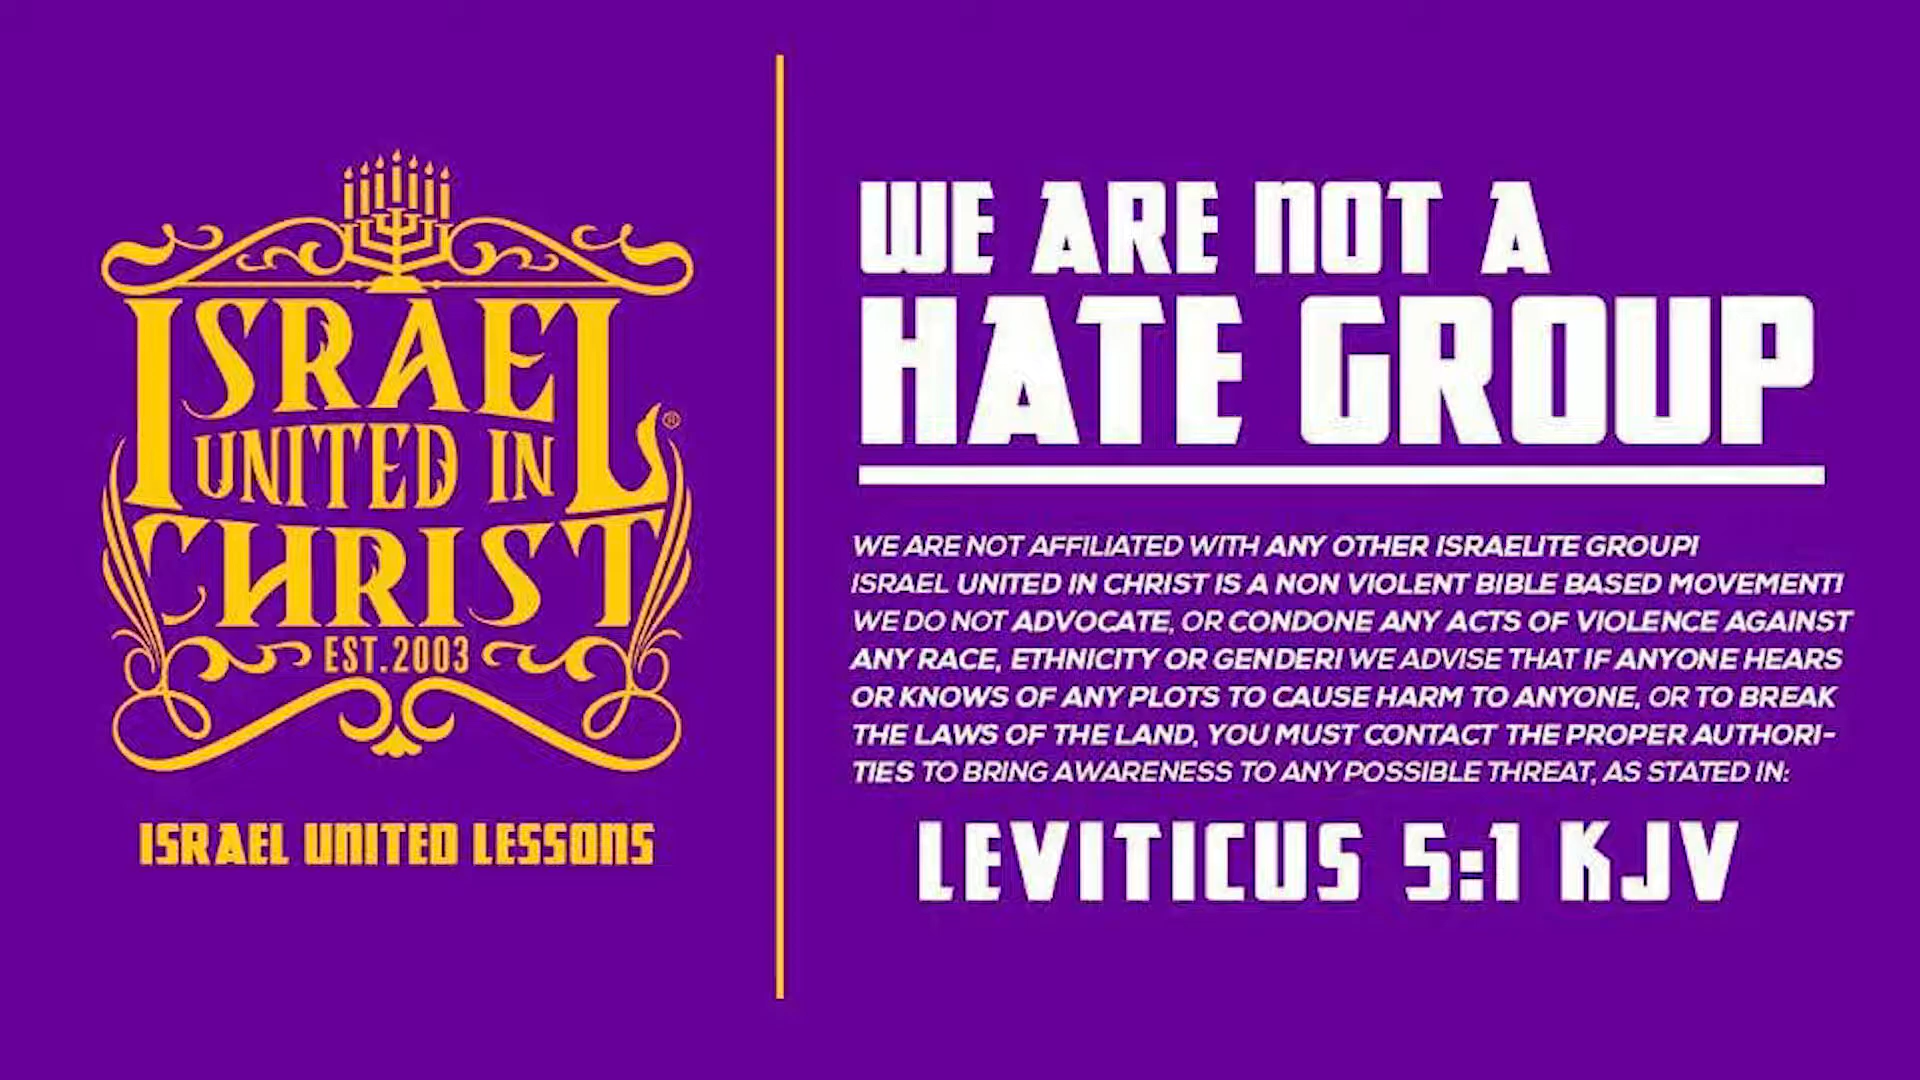 ISRAEL
UNITED IN
CHRIST
®
EST.2003
ISRAEL UNITED LESSONS
WE ARE NOT A
HATE GROUP
WE ARE NOT AFFILIATED WITH ANY OTHER ISRAELITE GROUP!
ISRAEL UNITED IN CHRIST IS A NON VIOLENT BIBLE BASED MOVEMENT!
WE DO NOT ADVOCATE, OR CONDONE ANY ACTS OF VIOLENCE AGAINST
ANY RACE, ETHNICITY OR GENDER! WE ADVISE THAT IF ANYONE HEARS
OR KNOWS OF ANY PLOTS TO CAUSE HARM TO ANYONE, OR TO BREAK
THE LAWS OF THE LAND, YOU MUST CONTACT THE PROPER AUTHORI-
TIES TO BRING AWARENESS TO ANY POSSIBLE THREAT, AS STATED IN:
LEVITICUS 5:1 KJV